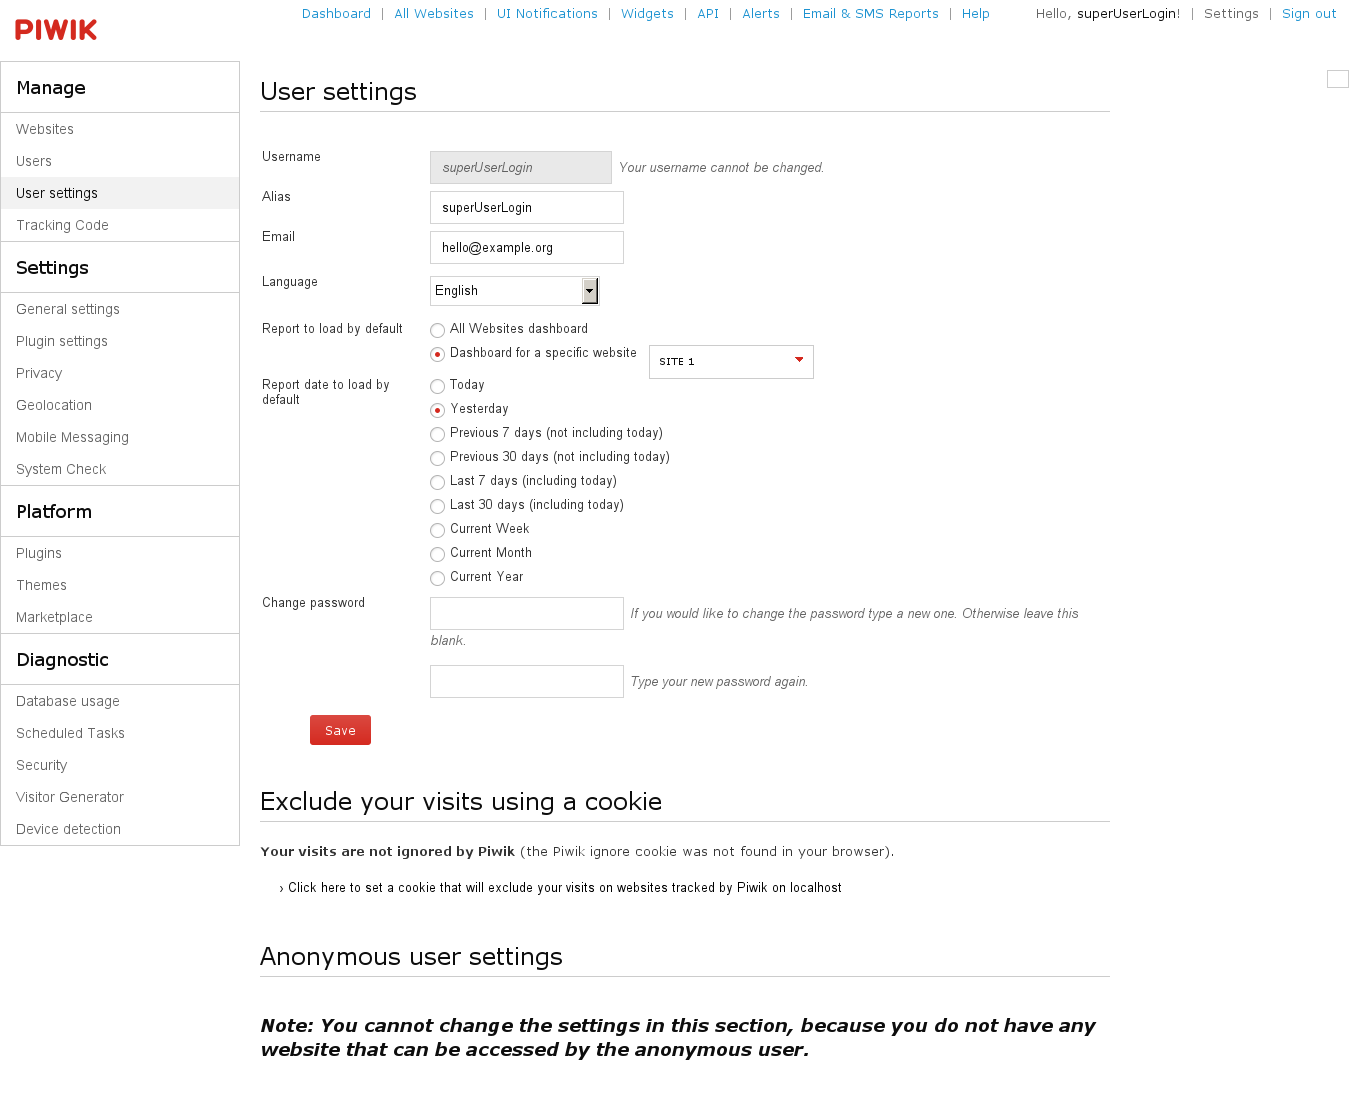 PIWIK
Dashboard | All Websites | UI Notifications | Widgets | API | Alerts | Email & SMS Reports | Help
Hello, superUserLogin! | Settings | Sign out
Manage
Websites
Users
User settings
Tracking Code
Settings
General settings
Plugin settings
Privacy
Geolocation
Mobile Messaging
System Check
Platform
Plugins
Themes
Marketplace
Diagnostic
Database usage
Scheduled Tasks
Security
Visitor Generator
Device detection
User settings
Username
superUserLogin
Your username cannot be changed.
Alias
superUserLogin
Email
hello@example.org
Language
English
Report to load by default
All Websites dashboard
Dashboard for a specific website
SITE 1
Report date to load by
default
Today
Yesterday
Previous 7 days (not including today)
Previous 30 days (not including today)
Last 7 days (including today)
Last 30 days (including today)
Current Week
Current Month
Current Year
Change password
If you would like to change the password type a new one. Otherwise leave this
blank.
Type your new password again.
Save
Exclude your visits using a cookie
Your visits are not ignored by Piwik (the Piwik ignore cookie was not found in your browser).
› Click here to set a cookie that will exclude your visits on websites tracked by Piwik on localhost
Anonymous user settings
Note: You cannot change the settings in this section, because you do not have any
website that can be accessed by the anonymous user.